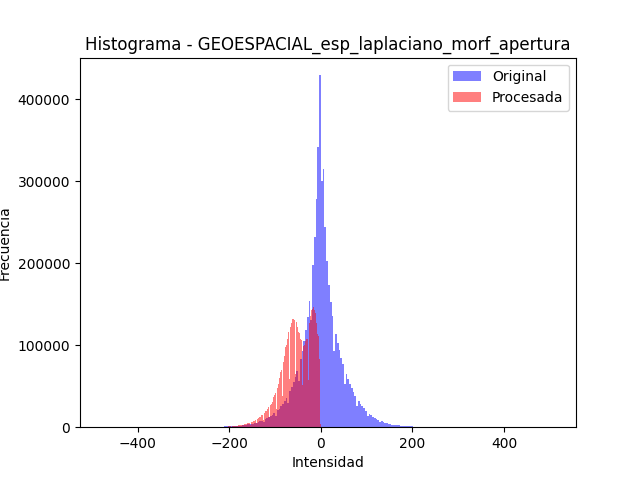 Histograma - GEOESPACIAL_esp_laplaciano_morf_apertura
Original
Procesada
400000
300000
200000
100000
0
Frecuencia
−400
−200
0
200
400
Intensidad